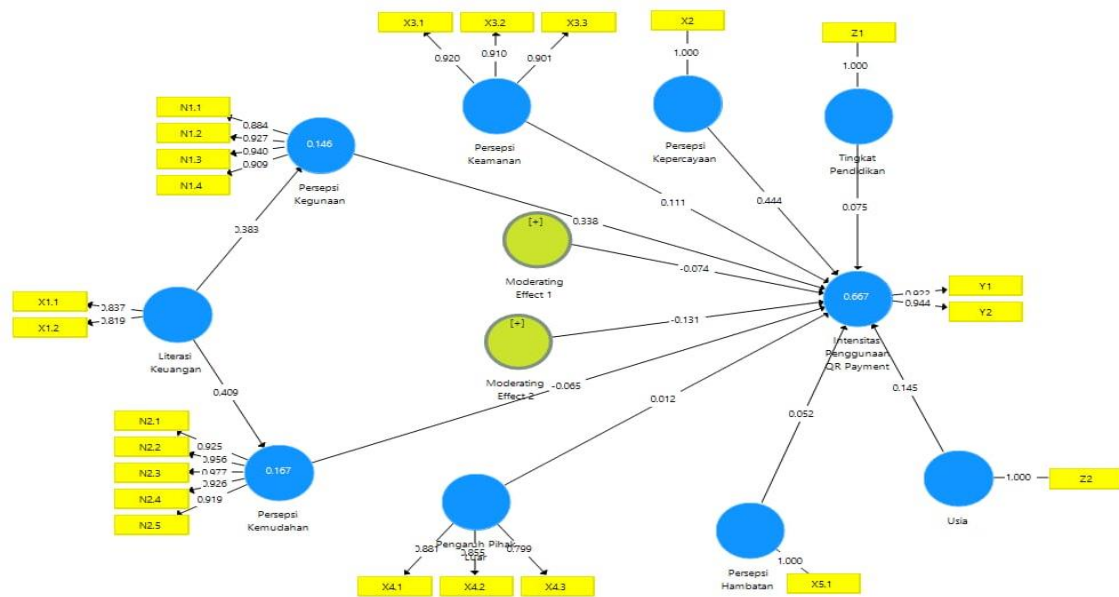 X3.1
X3.2
X3.3
X2
Z1
0.920
0.910
0.901
1.000
1.000
N1.1
N1.2
N1.3
N1.4
0.884
0.927
0.940
0.909
0.146
Persepsi
Kegunaan
Persepsi
Keamanan
Persepsi
Kepercayaan
Tingkat
Pendidikan
0.383
0.338
0.111
0.444
0.075
[+]
Moderating
Effect 1
-0.074
X1.1
X1.2
0.837
0.819
Literasi
Keuangan
[+]
Moderating
Effect 2
-0.131
0.667
Intensitas
Penggunaan
QR Payment
0.922
0.944
Y1
Y2
0.409
-0.065
0.012
0.052
0.145
N2.1
N2.2
N2.3
N2.4
N2.5
0.925
0.956
0.977
0.926
0.919
0.167
Persepsi
Kemudahan
Pengaruh Pihak
Luar
0.881
0.855
0.799
X4.1
X4.2
X4.3
Persepsi
Hambatan
1.000
X5.1
Usia
1.000
Z2